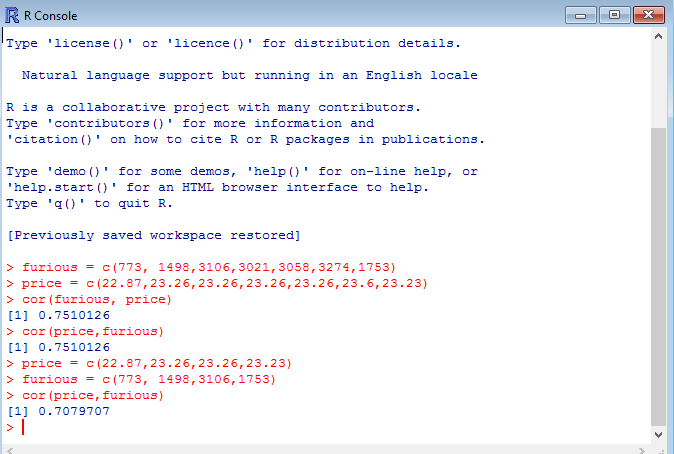 R Console
Type 'license()' or 'licence()' for distribution details.
Natural language support but running in an English locale
R is a collaborative project with many contributors.
Type 'contributors()' for more information and
'citation()' on how to cite R or R packages in publications.
Type 'demo()' for some demos, 'help()' for on-line help, or
'help.start()' for an HTML browser interface to help.
Type 'q()' to quit R.
[Previously saved workspace restored]
> furious = c(773, 1498,3106,3021,3058,3274,1753)
> price = c(22.87,23.26,23.26,23.26,23.26,23.6,23.23)
> cor(furious, price)
[1] 0.7510126
> cor(price,furious)
[1] 0.7510126
> price = c(22.87,23.26,23.26,23.23)
> furious = c(773, 1498,3106,1753)
> cor(price,furious)
[1] 0.7079707
>